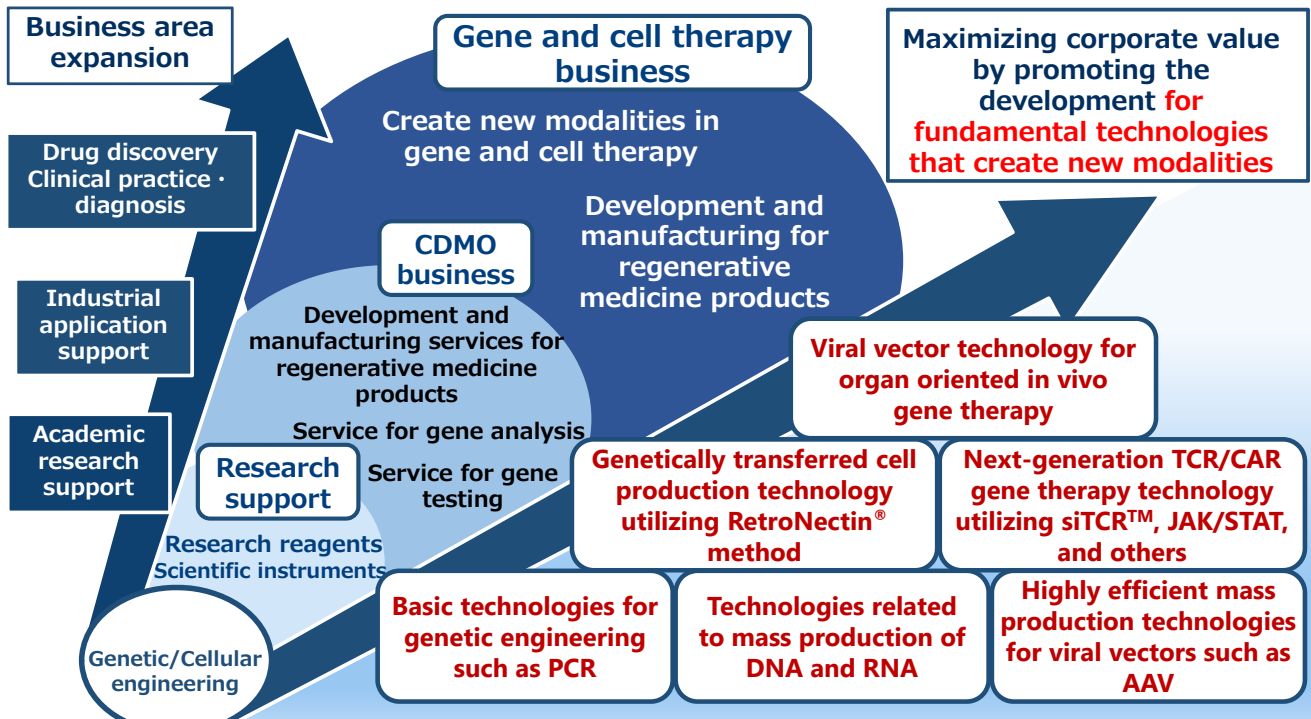 Business area
expansion
Gene and cell therapy
business
Maximizing corporate value
by promoting the
development for
fundamental technologies
that create new modalities
Create new modalities in
gene and cell therapy
Drug discovery
Clinical practice・
diagnosis
Development and
manufacturing for
regenerative
medicine products
CDMO
business
Industrial
application
support
Development and
manufacturing services for
regenerative medicine
products
Service for gene analysis
Service for gene
testing
Viral vector technology for
organ oriented in vivo
gene therapy
Academic
research
support
Research
support
Research reagents
Scientific instruments
Genetically transferred cell
production technology
utilizing RetroNectin®
method
Next-generation TCR/CAR
gene therapy technology
utilizing siTCR™, JAK/STAT,
and others
Basic technologies for
genetic engineering
such as PCR
Technologies related
to mass production of
DNA and RNA
Highly efficient mass
production technologies
for viral vectors such as
AAV
Genetic/Cellular
engineering